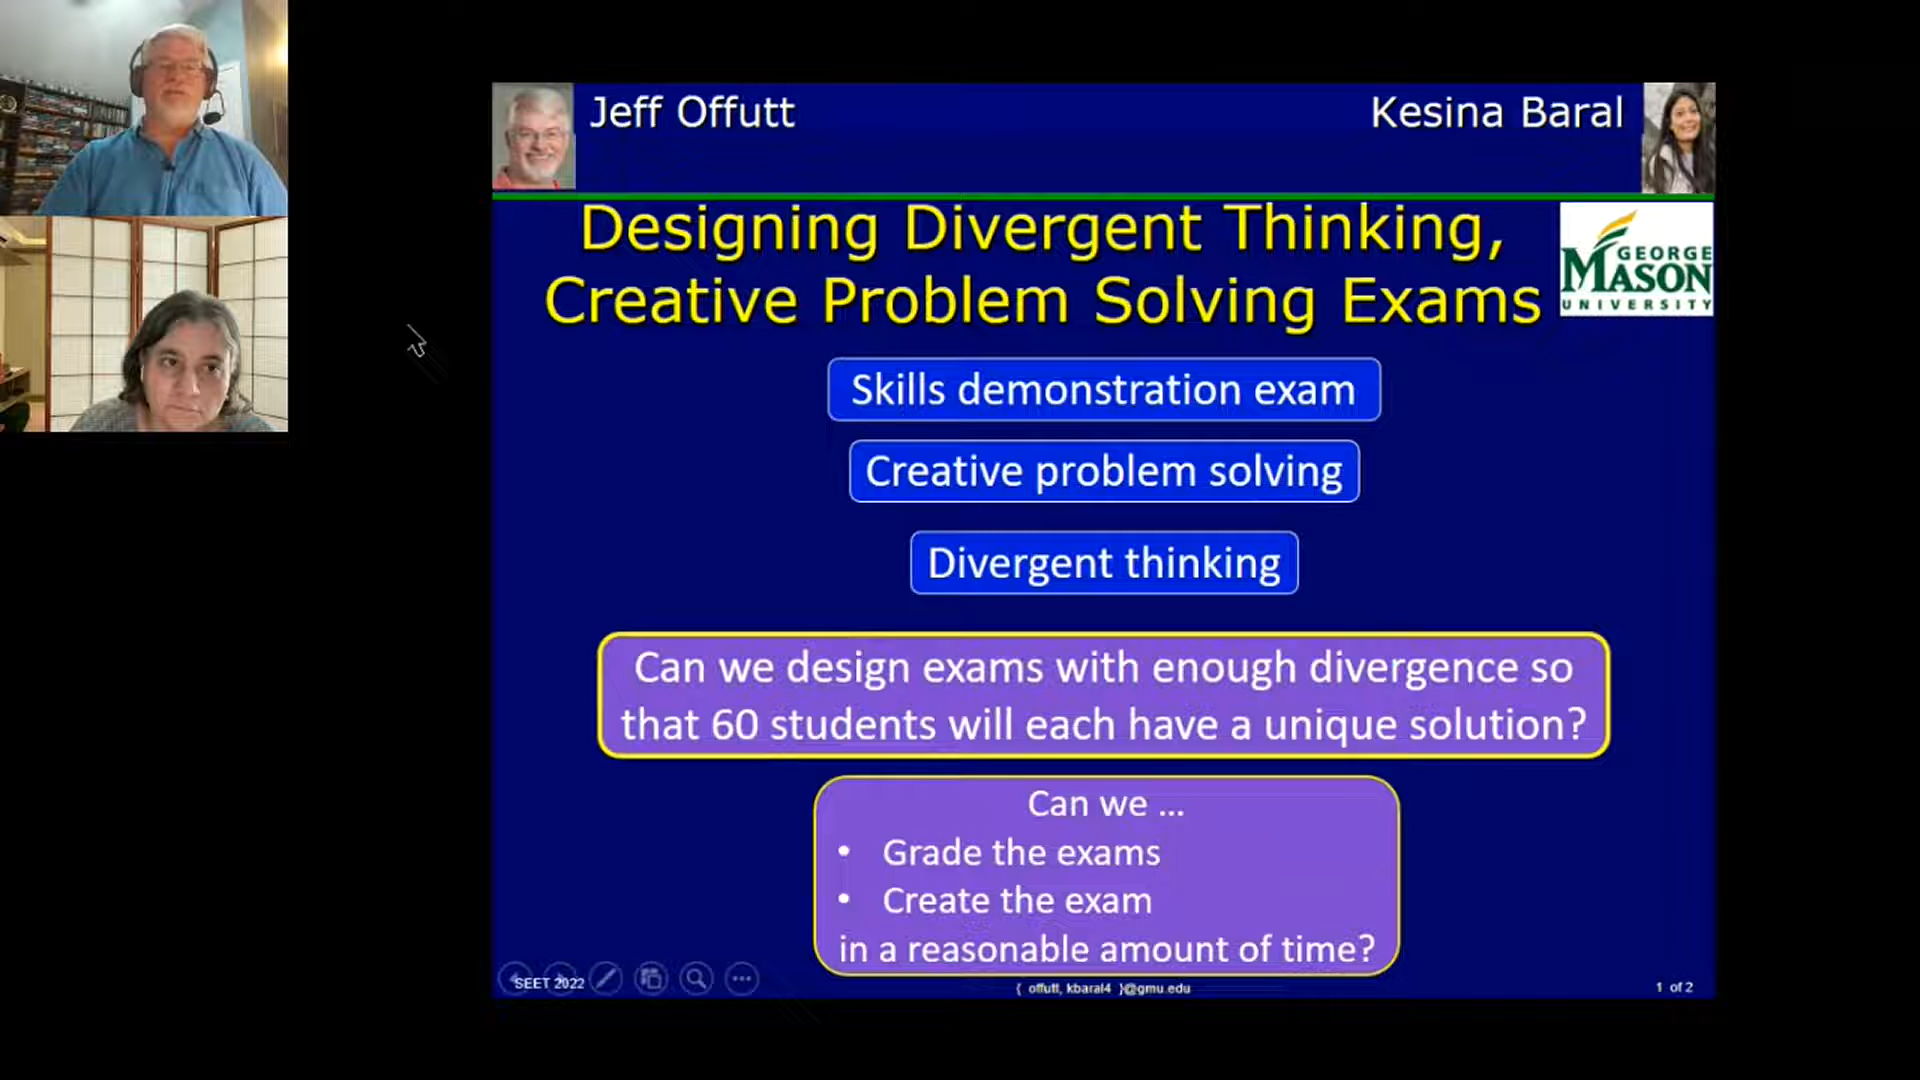 Jeff Offutt
Kesina Baral
Designing Divergent Thinking,
Creative Problem Solving Exams
GEORGE
MASON
UNIVERSITY
Skills demonstration exam
Creative problem solving
Divergent thinking
Can we design exams with enough divergence so
that 60 students will each have a unique solution?
Can we ...
• Grade the exams
• Create the exam
in a reasonable amount of time?
SEET 2022
{ offutt, kbaral4 }@gmu.edu
1 of 2